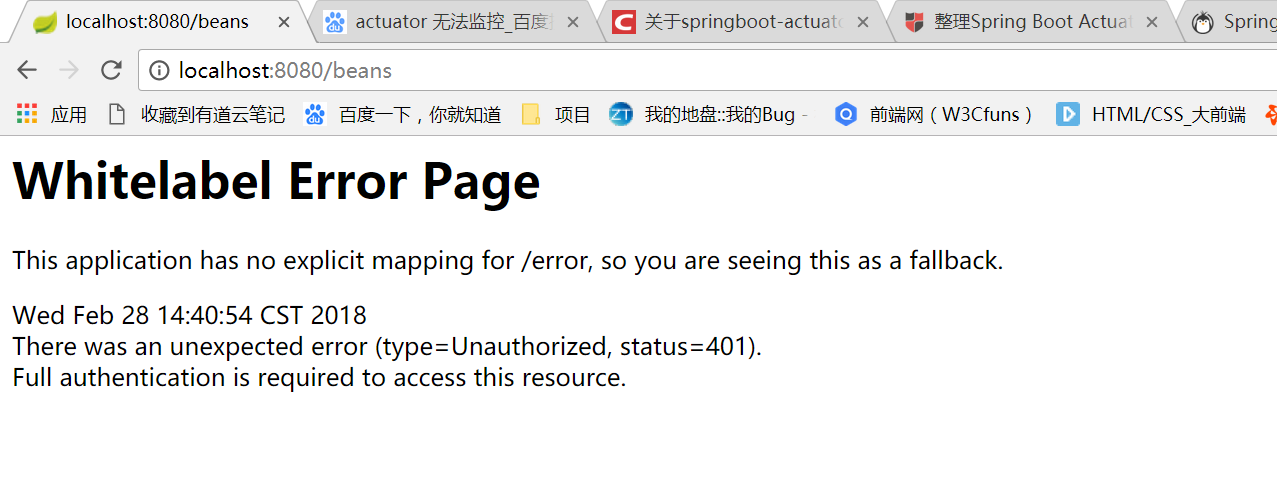 localhost:8080/beans
actuator 无法监控_百度
关于springboot-actuato
整理Spring Boot Actuat
Spring
localhost:8080/beans
应用 收藏到有道云笔记 百度一下，你就知道 项目 ZT 我的地盘::我的Bug - 前端网（W3Cfuns） HTML/CSS_大前端
Whitelabel Error Page
This application has no explicit mapping for /error, so you are seeing this as a fallback.
Wed Feb 28 14:40:54 CST 2018
There was an unexpected error (type=Unauthorized, status=401).
Full authentication is required to access this resource.